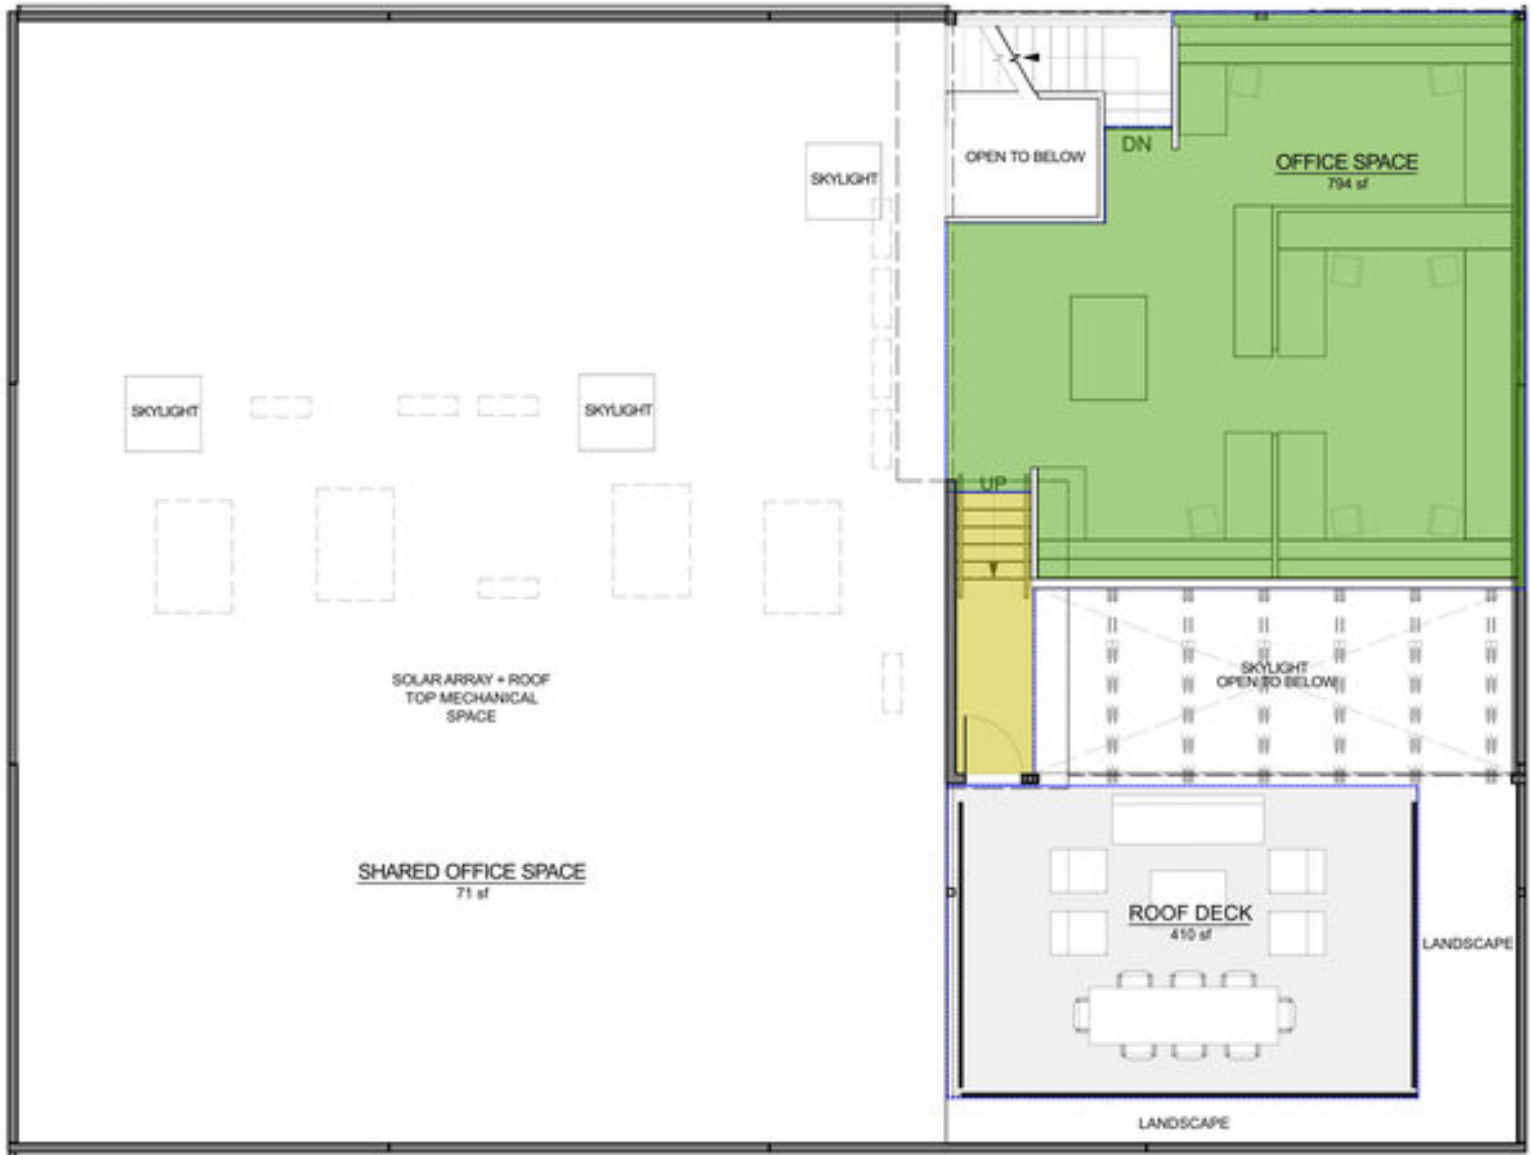 OPEN TO BELOW
DN
OFFICE SPACE
794 sf
SKYLIGHT
SKYLIGHT
SKYLIGHT
UP
SOLAR ARRAY + ROOF
TOP MECHANICAL
SPACE
SKYLIGHT
OPEN TO BELOW
SHARED OFFICE SPACE
71 sf
ROOF DECK
410 sf
LANDSCAPE
LANDSCAPE